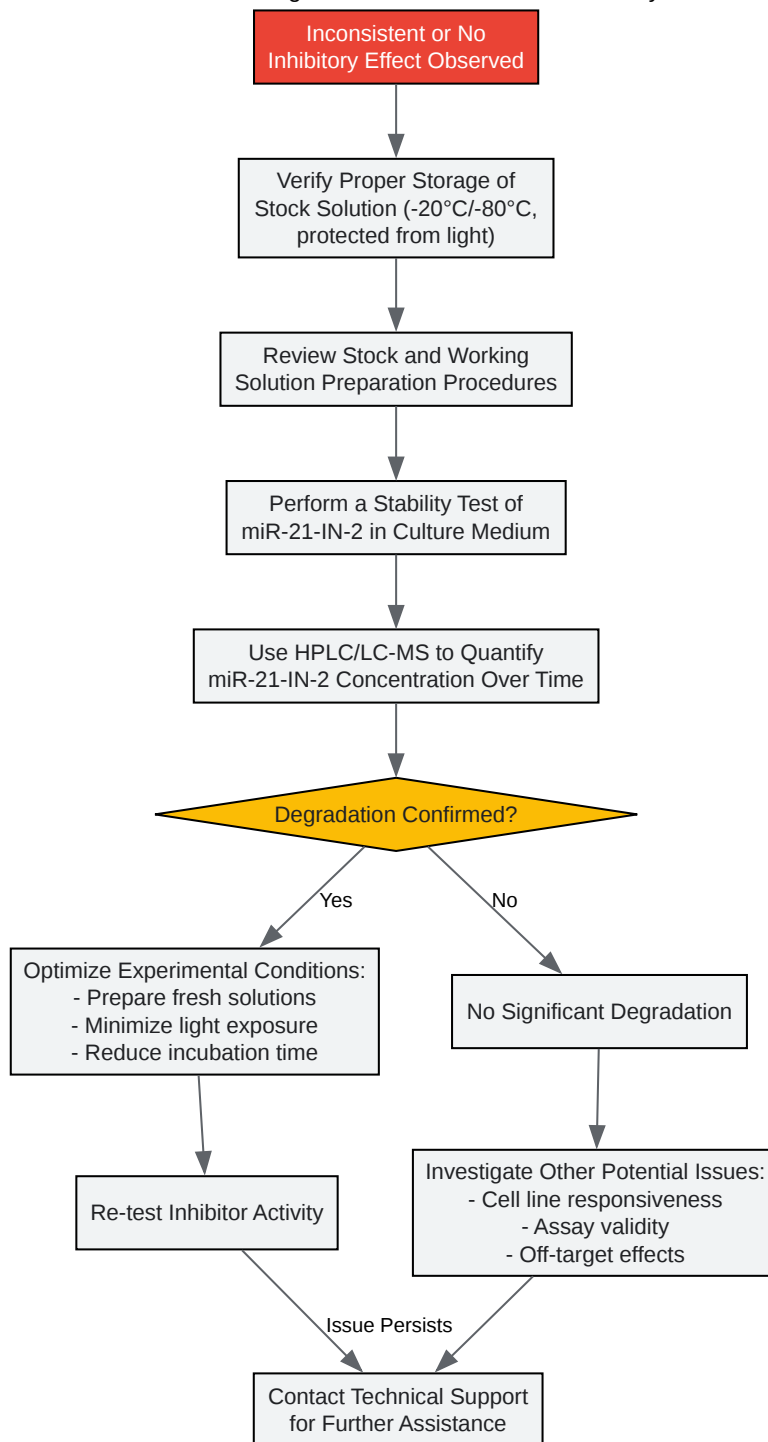 Inconsistent or No
Inhibitory Effect Observed
Verify Proper Storage of
Stock Solution (-20°C/-80°C,
protected from light)
Review Stock and Working
Solution Preparation Procedures
Perform a Stability Test of
miR-21-IN-2 in Culture Medium
Use HPLC/LC-MS to Quantify
miR-21-IN-2 Concentration Over Time
Degradation Confirmed?
Yes
No
Optimize Experimental Conditions:
- Prepare fresh solutions
- Minimize light exposure
- Reduce incubation time
No Significant Degradation
Re-test Inhibitor Activity
Investigate Other Potential Issues:
- Cell line responsiveness
- Assay validity
- Off-target effects
Issue Persists
Contact Technical Support
for Further Assistance